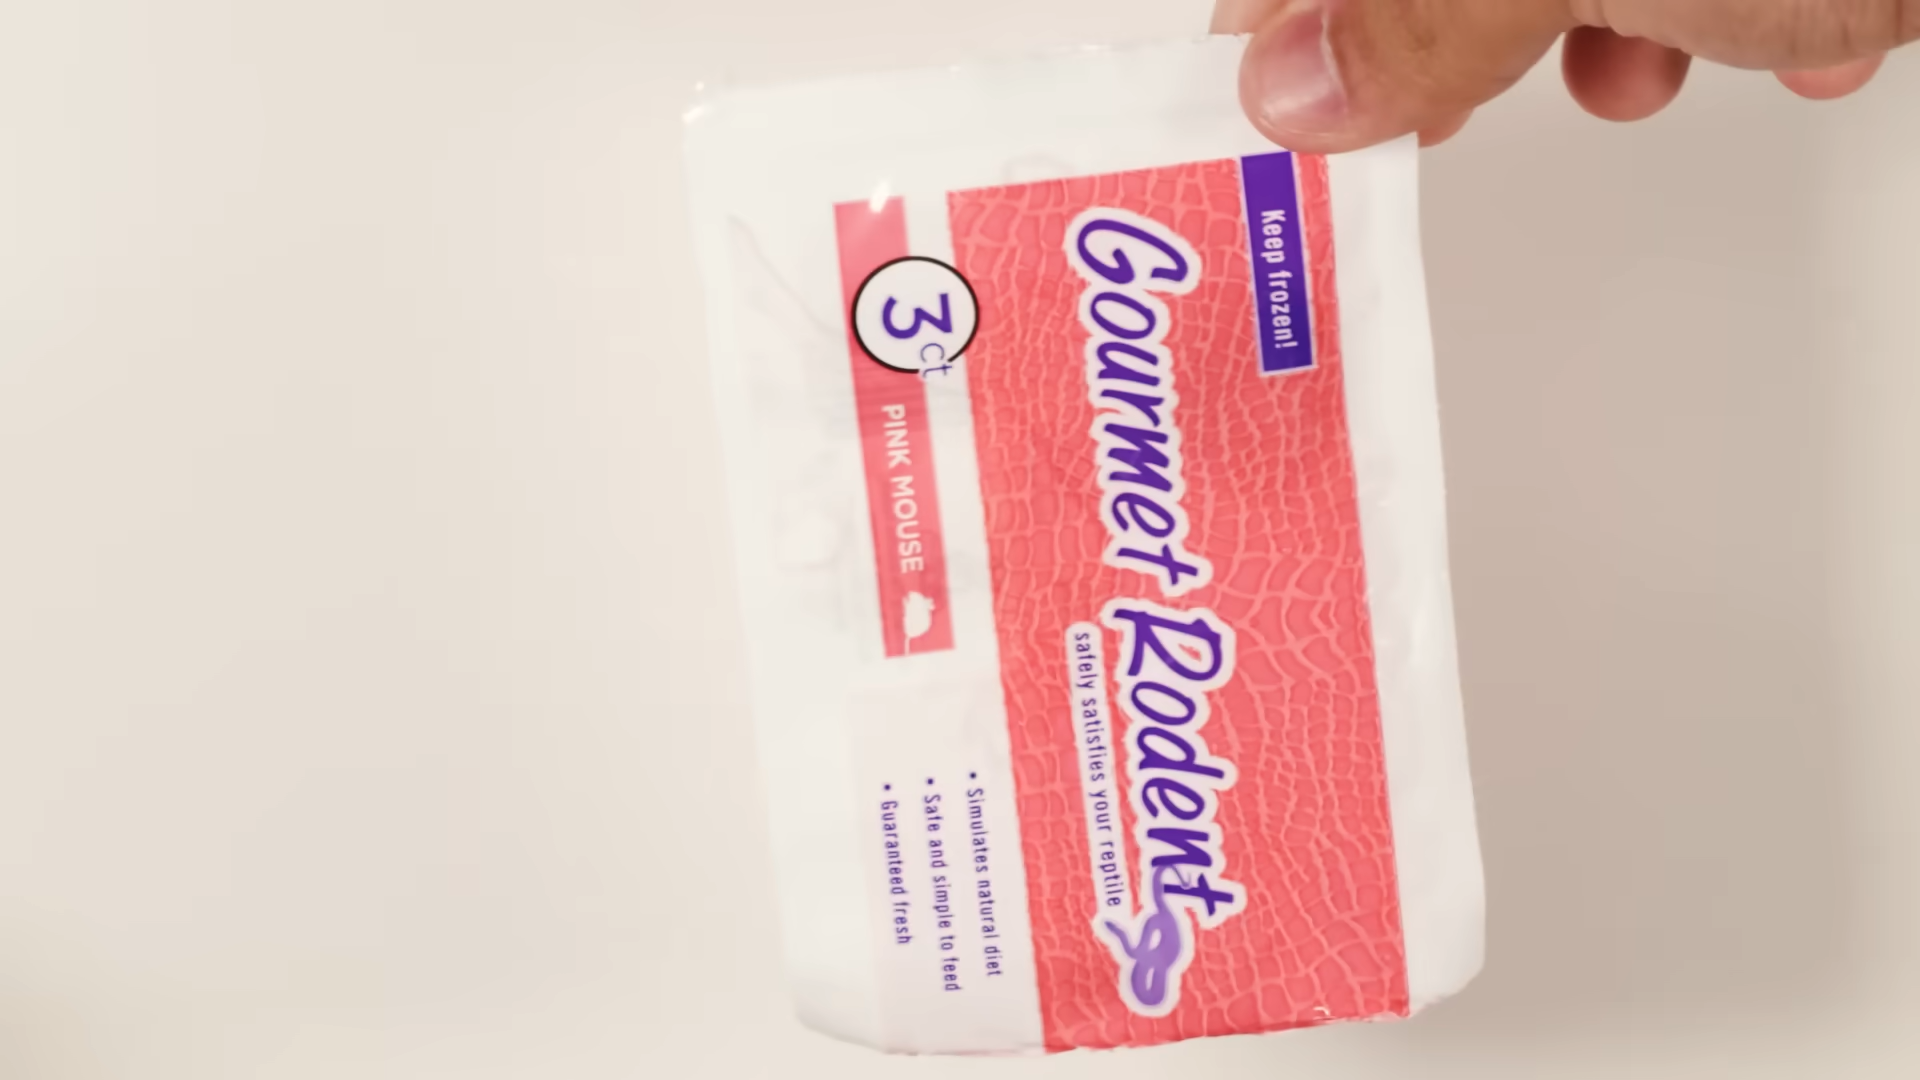 Keep frozen!
Gourmet Rodent
safely satisfies your reptile
3ct
PINK MOUSE
• Simulates natural diet
• Safe and simple to feed
• Guaranteed fresh